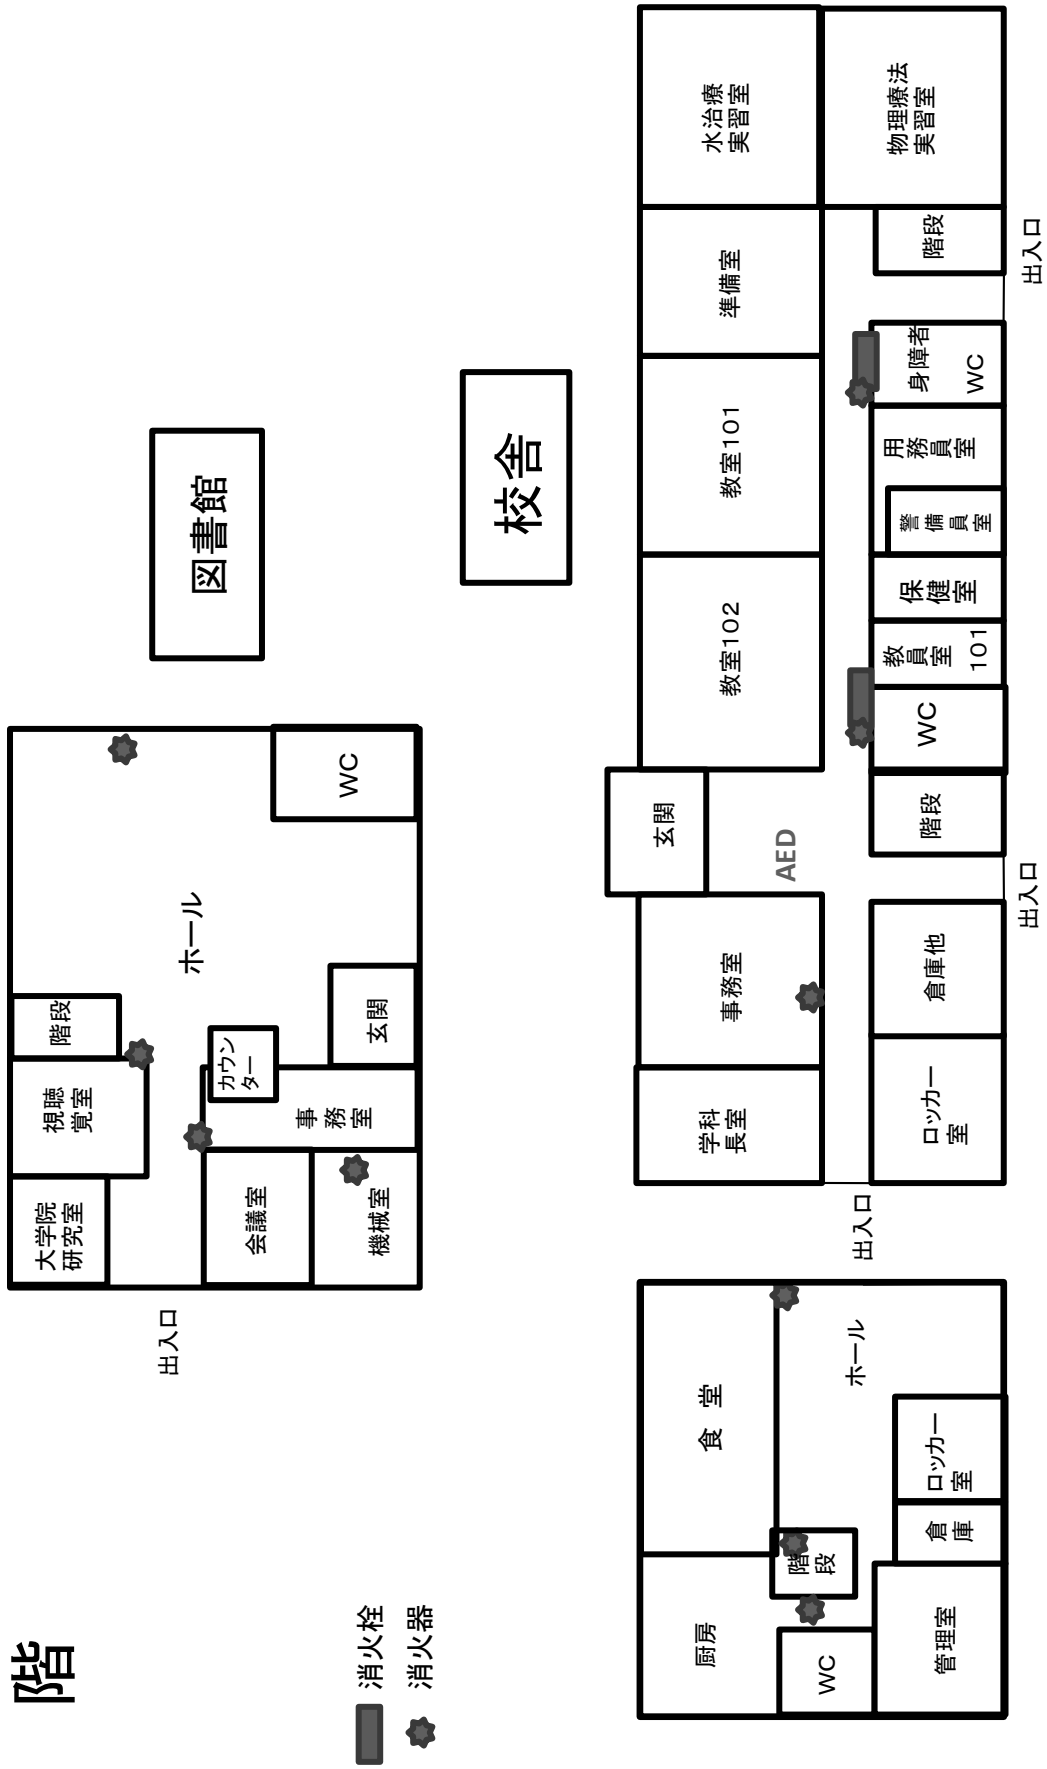 階
消火栓
消火器
出入口
大学院
研究室
視聴
覚室
階段
ホール
会議室
機械室
事
務
室
カウン
ター
玄関
WC
図書館
校舎
厨房
食 堂
階
段
WC
ホール
管理室
倉
庫
ロッカー
室
出入口
学科
長室
事務室
玄関
AED
教室102
教室101
準備室
水治療
実習室
物理療法
実習室
ロッカー
室
倉庫他
階段
WC
教
員
室
101
保
健
室
警
備
員
室
用
務
員
室
身障者
WC
階段
出入口
出入口